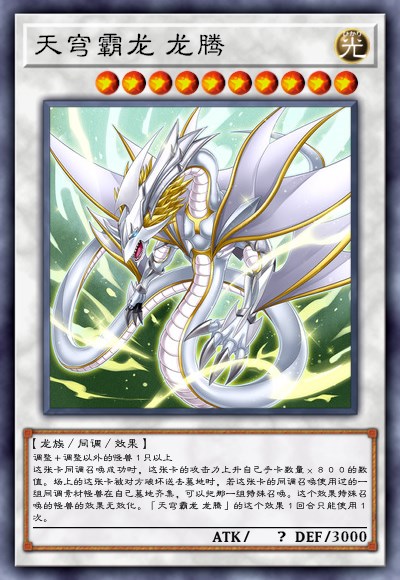 天穹霸龙 龙腾
光
ひかり
【龙族／同调／效果】
调整＋调整以外的怪兽1只以上
这张卡同调召唤成功时，这张卡的攻击力上升自己手卡数量×800的数
值。场上的这张卡被对方破坏送去墓地时，若这张卡的同调召唤使用过的一
组同调素材怪兽在自己墓地齐集，可以把那一组特殊召唤。这个效果特殊召
唤的怪兽的效果无效化。「天穹霸龙 龙腾」的这个效果1回合只能使用1
次。
ATK/ ? DEF/3000